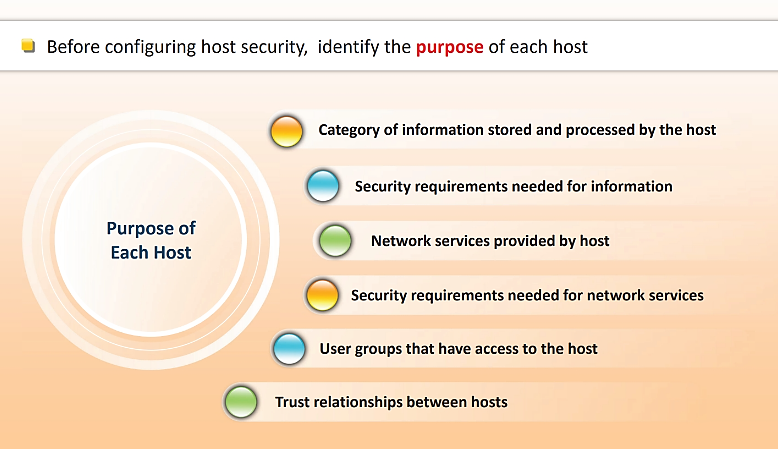 Before configuring host security, identify the purpose of each host
Category of information stored and processed by the host
Security requirements needed for information
Purpose of
Each Host
Network services provided by host
Security requirements needed for network services
User groups that have access to the host
Trust relationships between hosts